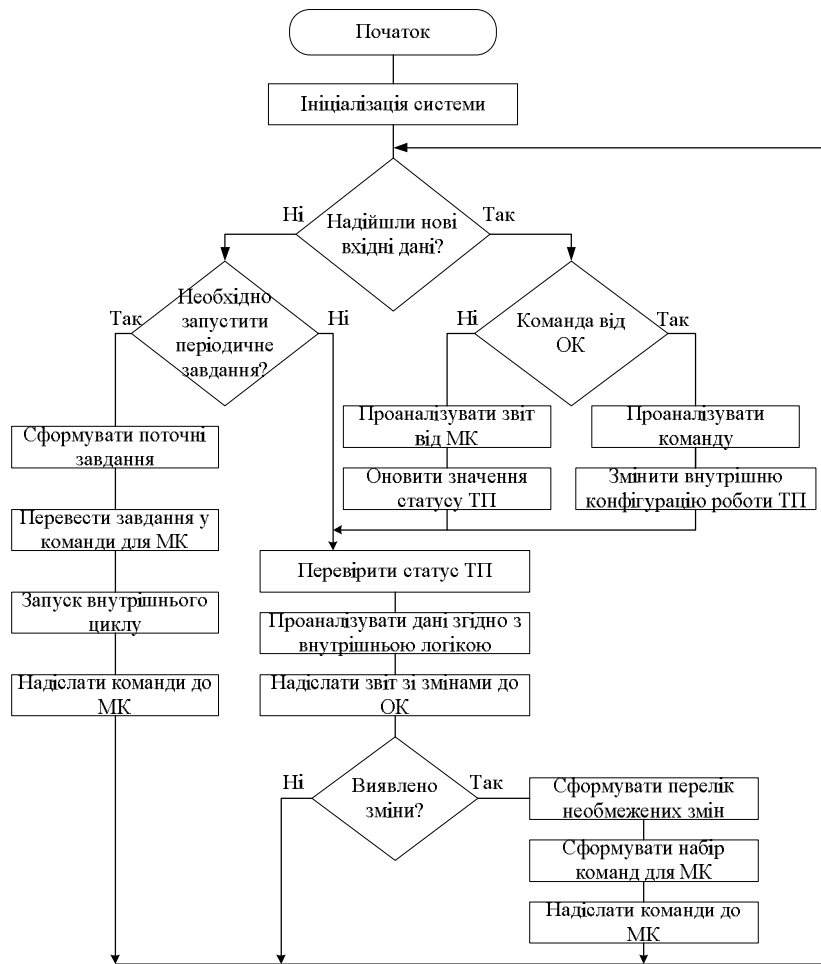 Початок
Ініціалізація системи
Ні
Надійшли нові
вхідні дані?
Так
Так
Необхідно
запустити
періодичне
завдання?
Ні
Ні
Команда від
ОК
Так
Сформувати поточні
завдання
Проаналізувати звіт
від МК
Проаналізувати
команду
Оновити значення
статусу ТП
Змінити внутрішню
конфігурацію роботи ТП
Перевести завдання у
команди для МК
Перевірити статус ТП
Запуск внутрішнього
циклу
Проаналізувати дані згідно з
внутрішньою логікою
Надіслати команди до
МК
Надіслати звіт зі змінами до
ОК
Ні
Виявлено
зміни?
Так
Сформувати перелік
необмежених змін
Сформувати набір
команд для МК
Надіслати команди до
МК